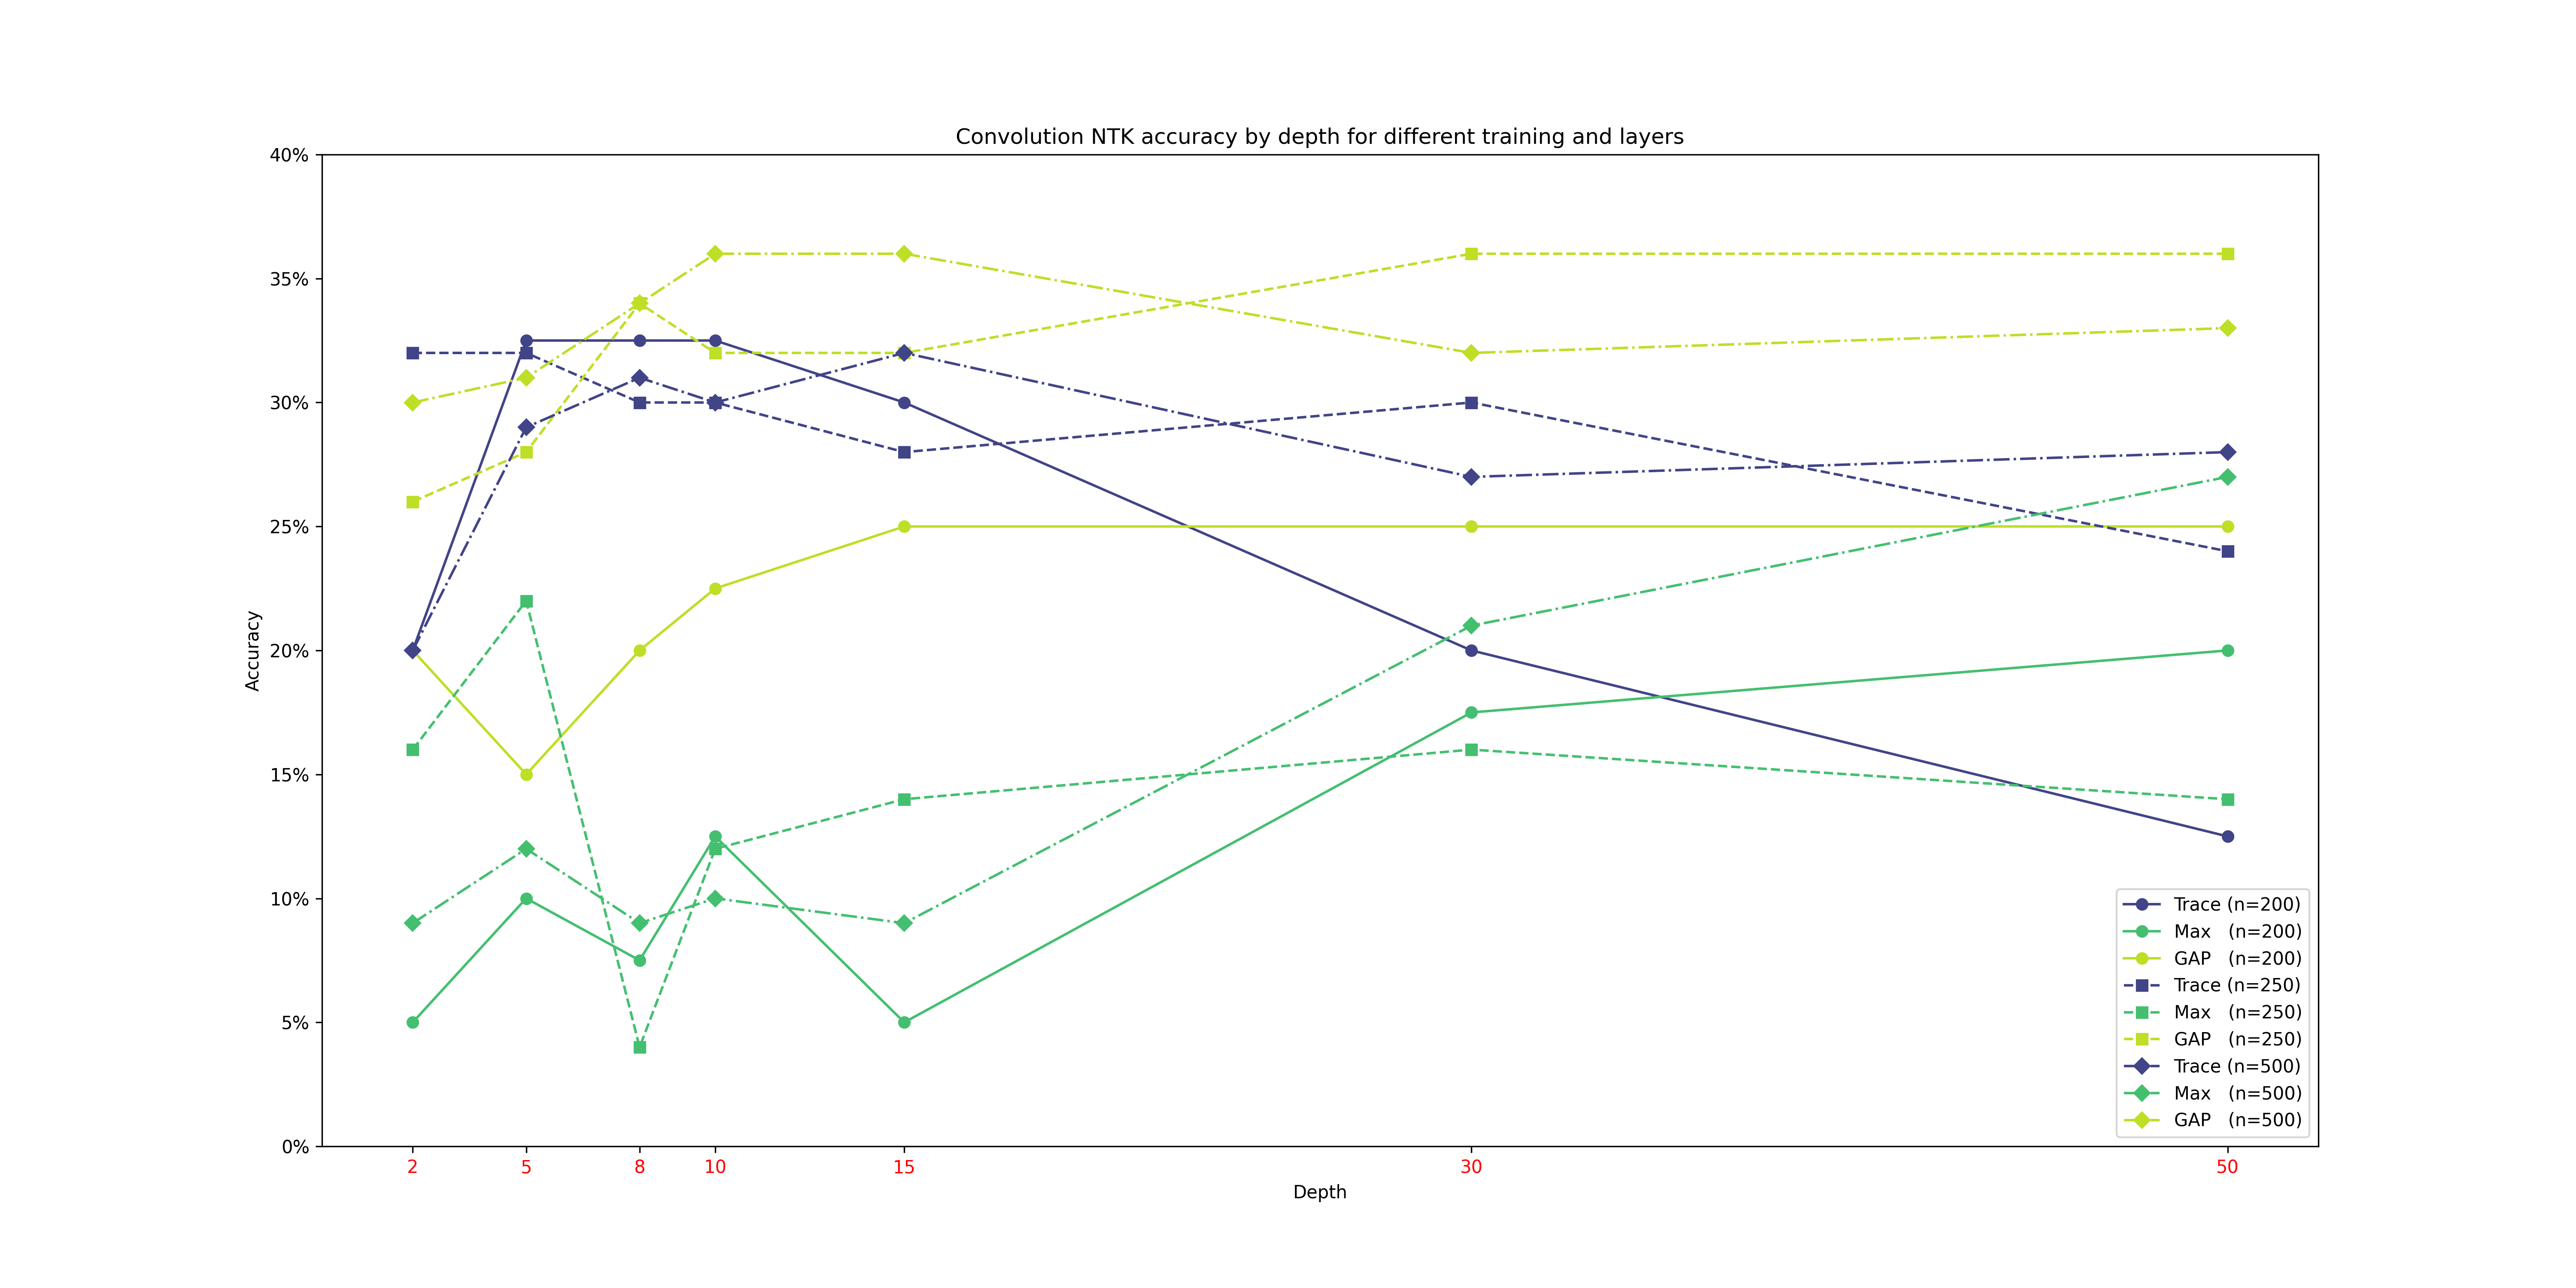 Convolution NTK accuracy by depth for different training and layers
40%
35%
30%
25%
20%
15%
10%
5%
0%
Accuracy
2 5 8 10 15 30 50
Depth
Trace (n=200)
Max (n=200)
GAP (n=200)
Trace (n=250)
Max (n=250)
GAP (n=250)
Trace (n=500)
Max (n=500)
GAP (n=500)